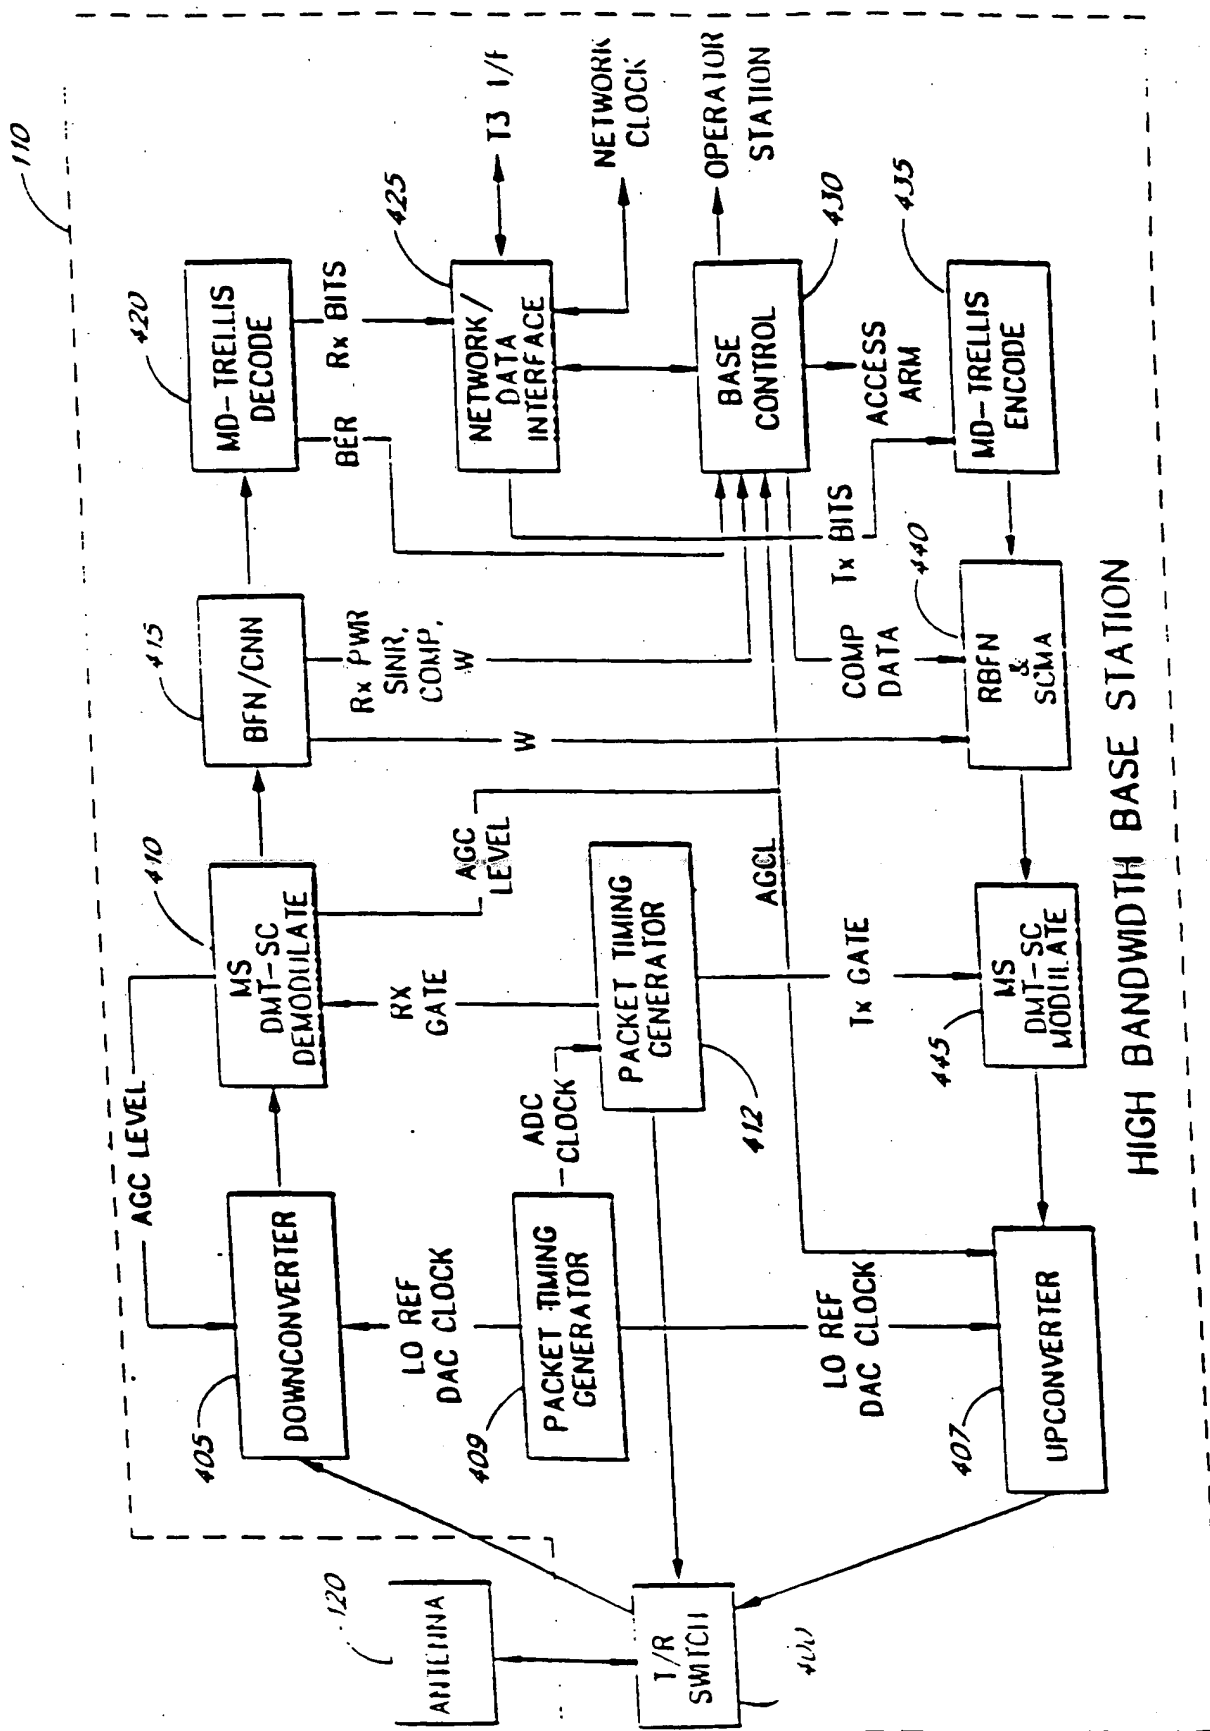 110
120
ANTENNA
T/R
SWITCH
400
AGC LEVEL
405
DOWNCONVERTER
LO REF
DAC CLOCK
409
PACKET TIMING
GENERATOR
ADC
CLOCK
LO REF
DAC CLOCK
407
UPCONVERTER
410
MS
DMT-SC
DEMODULATE
AGC
LEVEL
RX
GATE
PACKET TIMING
GENERATOR
412
AGCL
Tx GATE
445
MS
DMT-SC
MODULATE
415
BFN/CNN
Rx PWR
SINR,
COMP,
W
W
COMP
DATA
440
RBFN
&
SCMA
420
MD-TRELLIS
DECODE
BER
Rx BITS
425
NETWORK/
DATA
INTERFACE
T3 I/F
NETWORK
CLOCK
BASE
CONTROL
430
OPERATOR
STATION
ACCESS
ARM
Tx BITS
435
MD-TRELLIS
ENCODE
HIGH BANDWIDTH BASE STATION